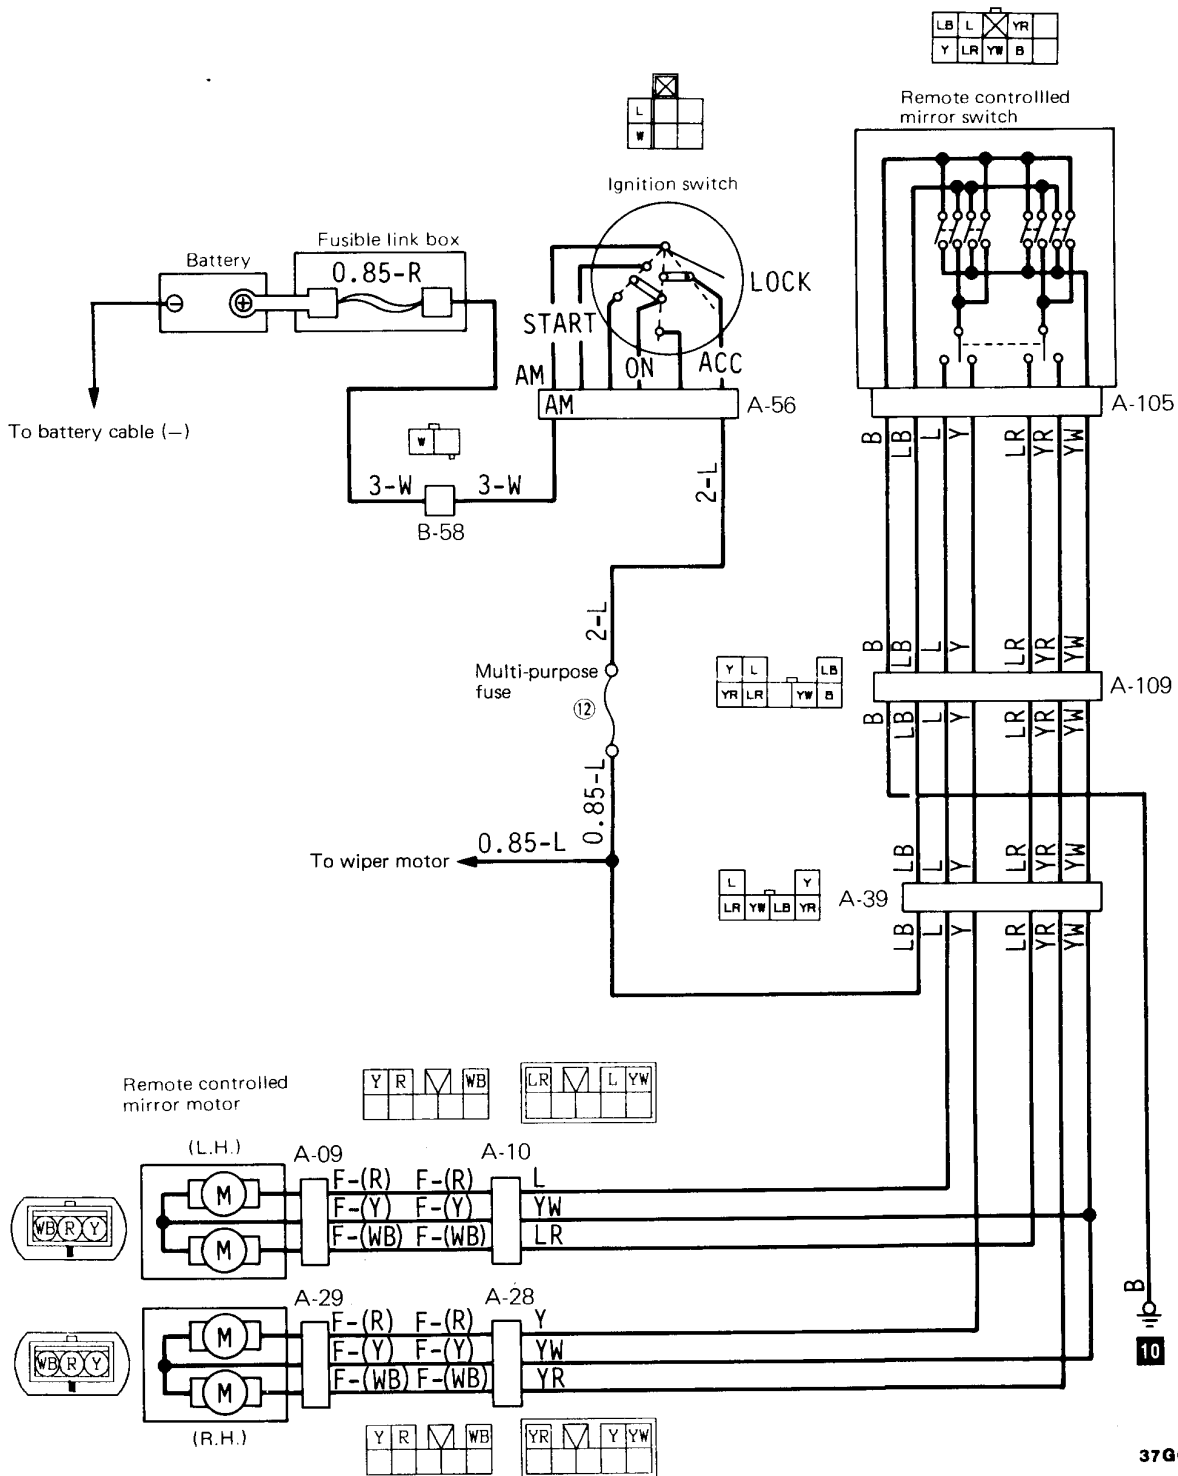 LB L YR
Y LR YW B
Remote controllled
mirror switch
L
W
Ignition switch
Fusible link box
Battery
0.85-R
LOCK
START
ON
ACC
AM
AM
A-56
A-105
To battery cable (−)
B LB L Y LR YR YW
W
3-W 3-W
B-58
2-L
2-L
B LB L Y LR YR YW
Y L LB
YR LR YW B
A-109
Multi-purpose
fuse
⑫
B LB L Y LR YR YW
0.85-L
0.85-L
To wiper motor
LB L Y LR YR YW
L Y
LR YW LB YR
A-39
LB L Y LR YR YW
Remote controlled
mirror motor
Y R WB
LR L YW
(L.H.)
A-09
A-10
M
F-(R) F-(R) L
F-(Y) F-(Y) YW
F-(WB) F-(WB) LR
M
WB R Y
B
10
A-29
A-28
M
F-(R) F-(R) Y
F-(Y) F-(Y) YW
F-(WB) F-(WB) YR
M
WB R Y
(R.H.)
Y R WB
YR Y YW